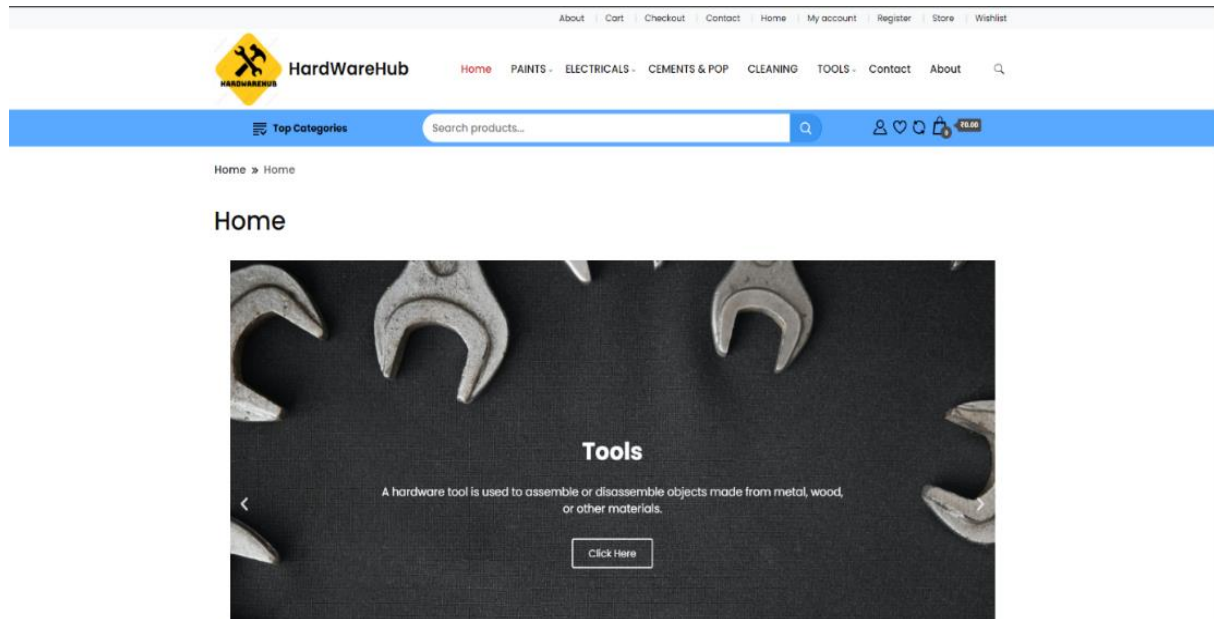 About Cart Checkout Contact Home My account Register Store Wishlist
HARDWAREHUB
HardWareHub
Home PAINTS ELECTRICALS CEMENTS & POP CLEANING TOOLS Contact About
Top Categories
Search products...
0
₹0.00
Home » Home
Home
Tools
A hardware tool is used to assemble or disassemble objects made from metal, wood,
or other materials.
Click Here